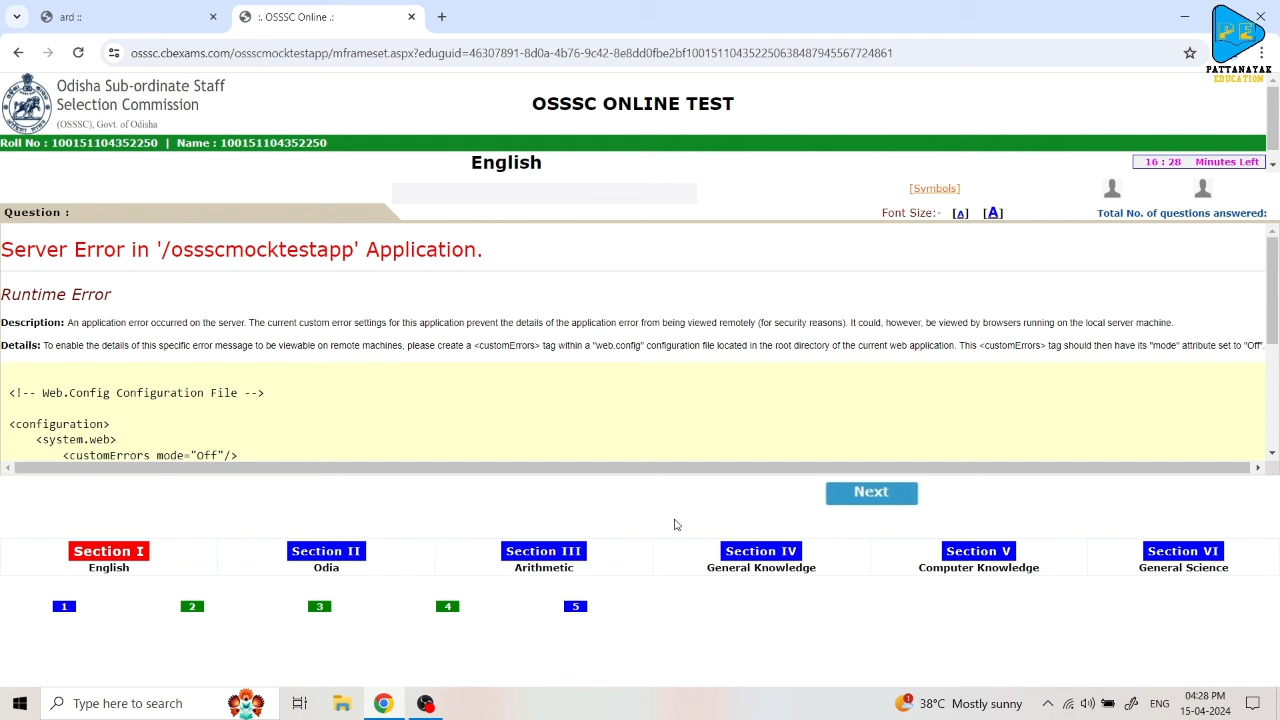 ard ::
:. OSSSC Online .:
osssc.cbexams.com/ossscmocktestapp/mframeset.aspx?eduguid=46307891-8d0a-4b76-9c42-8e8dd0fbe2bf100151104352250638487945567724861
PE
PATTANAYAK
EDUCATION
Odisha Sub-ordinate Staff
Selection Commission
(OSSSC), Govt. of Odisha
OSSSC ONLINE TEST
Roll No : 100151104352250 | Name : 100151104352250
English
16 : 28 Minutes Left
[Symbols]
Question :
Font Size:- [A] [A]
Total No. of questions answered:
Server Error in '/ossscmocktestapp' Application.
Runtime Error
Description: An application error occurred on the server. The current custom error settings for this application prevent the details of the application error from being viewed remotely (for security reasons). It could, however, be viewed by browsers running on the local server machine.
Details: To enable the details of this specific error message to be viewable on remote machines, please create a <customErrors> tag within a "web.config" configuration file located in the root directory of the current web application. This <customErrors> tag should then have its "mode" attribute set to "Off".
<!-- Web.Config Configuration File -->
<configuration>
<system.web>
<customErrors mode="Off"/>
Next
Section I Section II Section III Section IV Section V Section VI
English Odia Arithmetic General Knowledge Computer Knowledge General Science
1 2 3 4 5
Type here to search
38°C Mostly sunny
ENG
04:28 PM
15-04-2024